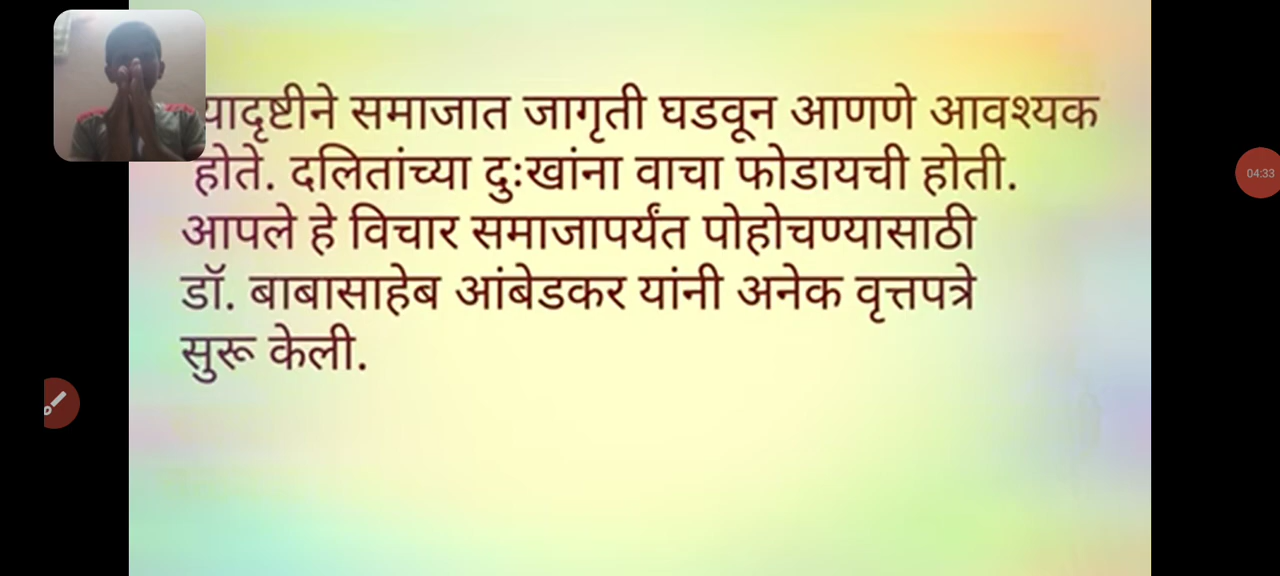 यादृष्टीने समाजात जागृती घडवून आणणे आवश्यक
होते. दलितांच्या दुःखांना वाचा फोडायची होती.
आपले हे विचार समाजापर्यंत पोहोचण्यासाठी
डॉ. बाबासाहेब आंबेडकर यांनी अनेक वृत्तपत्रे
सुरू केली.
04:33